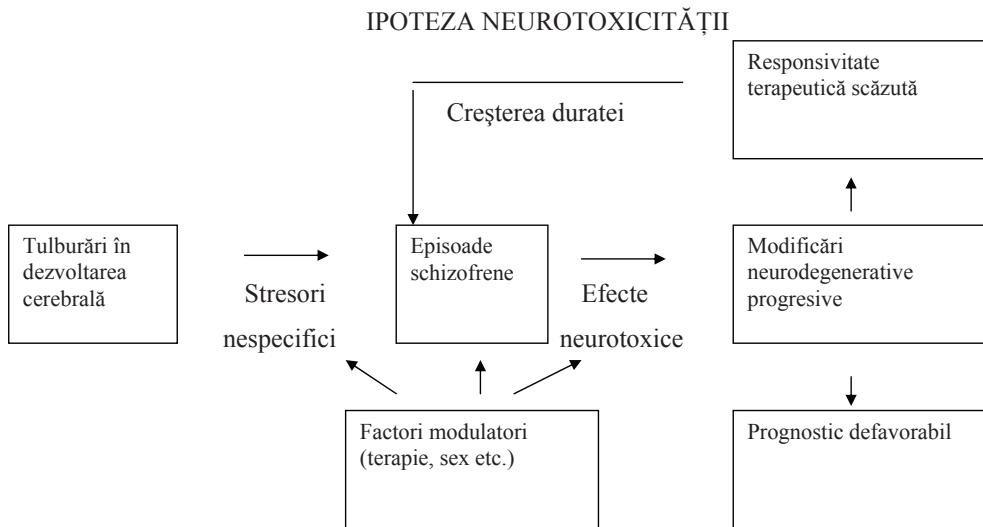 IPOTEZA NEUROTOXICITĂȚII
Responsivitate
terapeutică scăzută
Creşterea duratei
Tulburări în
dezvoltarea
cerebrală
Stresori
nespecifici
Episoade
schizofrene
Efecte
neurotoxice
Modificări
neurodegenerative
progresive
Factori modulatori
(terapie, sex etc.)
Prognostic defavorabil